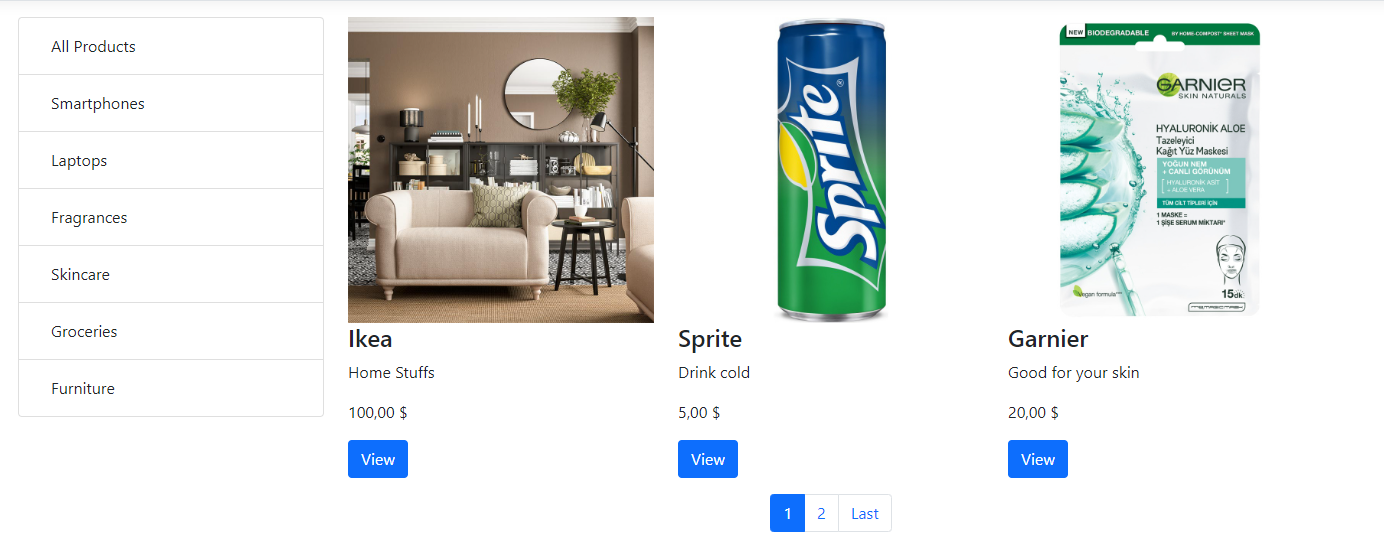 All Products
Smartphones
Laptops
Fragrances
Skincare
Groceries
Furniture
Ikea
Home Stuffs
100,00 $
View
Sprite
Sprite
Drink cold
5,00 $
View
NEW BIODEGRADABLE BY HOME-COMPOST* SHEET MASK
GARNIER
SKIN NATURALS
HYALURONİK ALOE
Tazeleyici
Kağıt Yüz Maskesi
YOĞUN NEM
+ CANLI GÖRÜNÜM
HYALURONİK ASİT
+ ALOE VERA
TÜM CİLT TİPLERİ İÇİN
1 MASKE =
1 ŞİŞE SERUM MİKTARI*
vegan formula
15dk.
Garnier
Good for your skin
20,00 $
View
1 2 Last